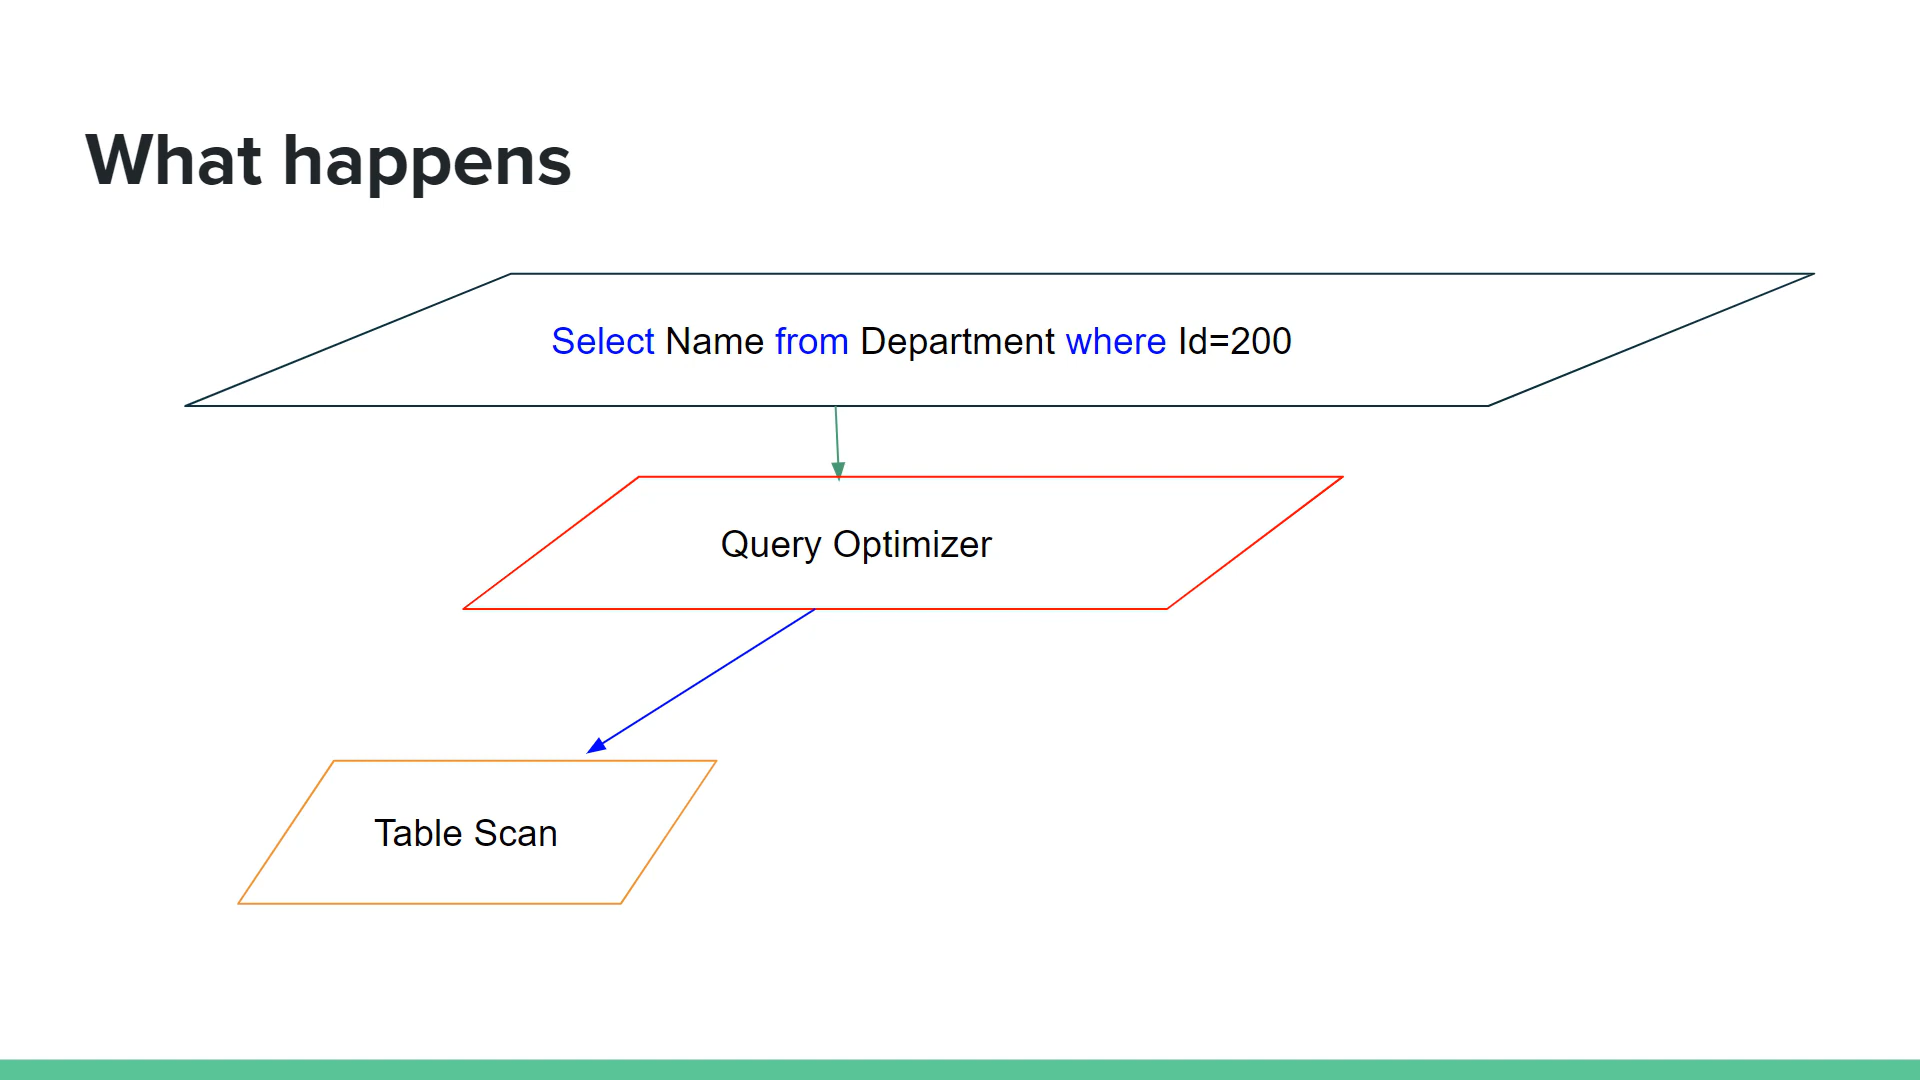 What happens
Select Name from Department where Id=200
Query Optimizer
Table Scan